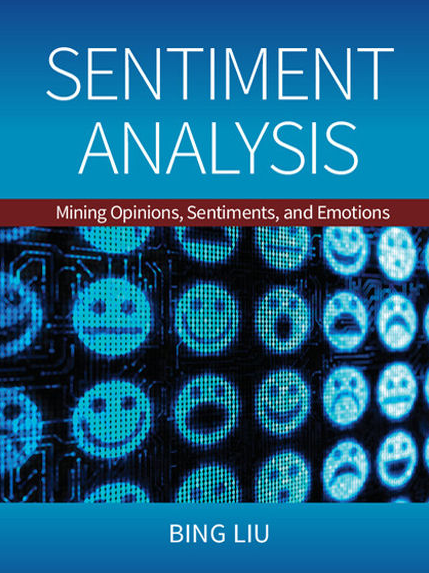 SENTIMENT
ANALYSIS
Mining Opinions, Sentiments, and Emotions
BING LIU